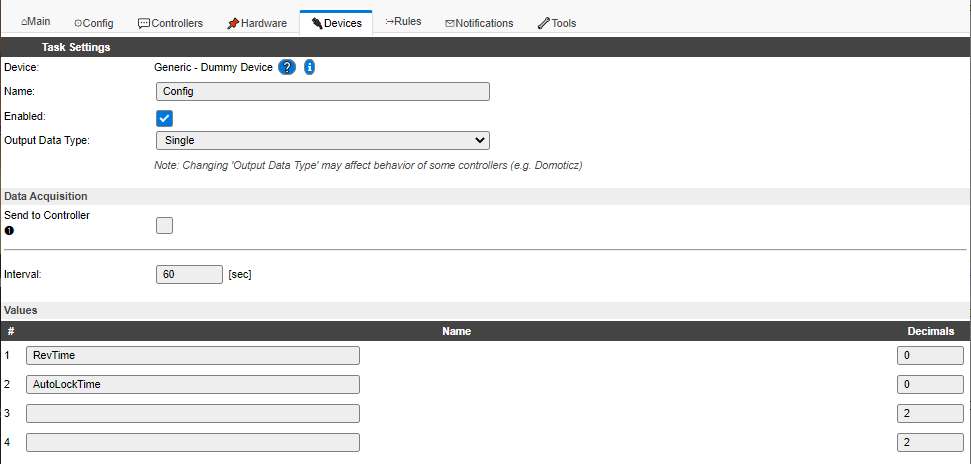 Main Config Controllers Hardware Devices Rules Notifications Tools
Task Settings
Device: Generic - Dummy Device ? i
Name: Config
Enabled:
Output Data Type: Single
Note: Changing 'Output Data Type' may affect behavior of some controllers (e.g. Domoticz)
Data Acquisition
Send to Controller
1
Interval: 60 [sec]
Values
# Name Decimals
1 RevTime 0
2 AutoLockTime 0
3 2
4 2